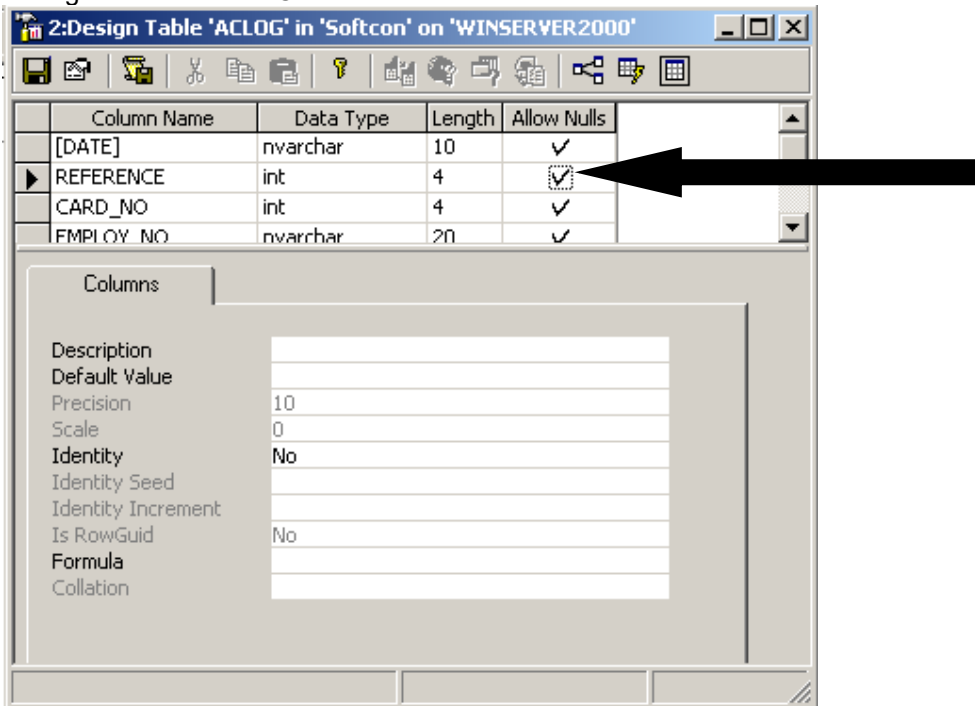 2:Design Table 'ACLOG' in 'Softcon' on 'WINSERVER2000'
Column Name Data Type Length Allow Nulls
[DATE] nvarchar 10
REFERENCE int 4
CARD_NO int 4
EMPLOY_NO nvarchar 20
Columns
Description
Default Value
Precision 10
Scale 0
Identity No
Identity Seed
Identity Increment
Is RowGuid No
Formula
Collation